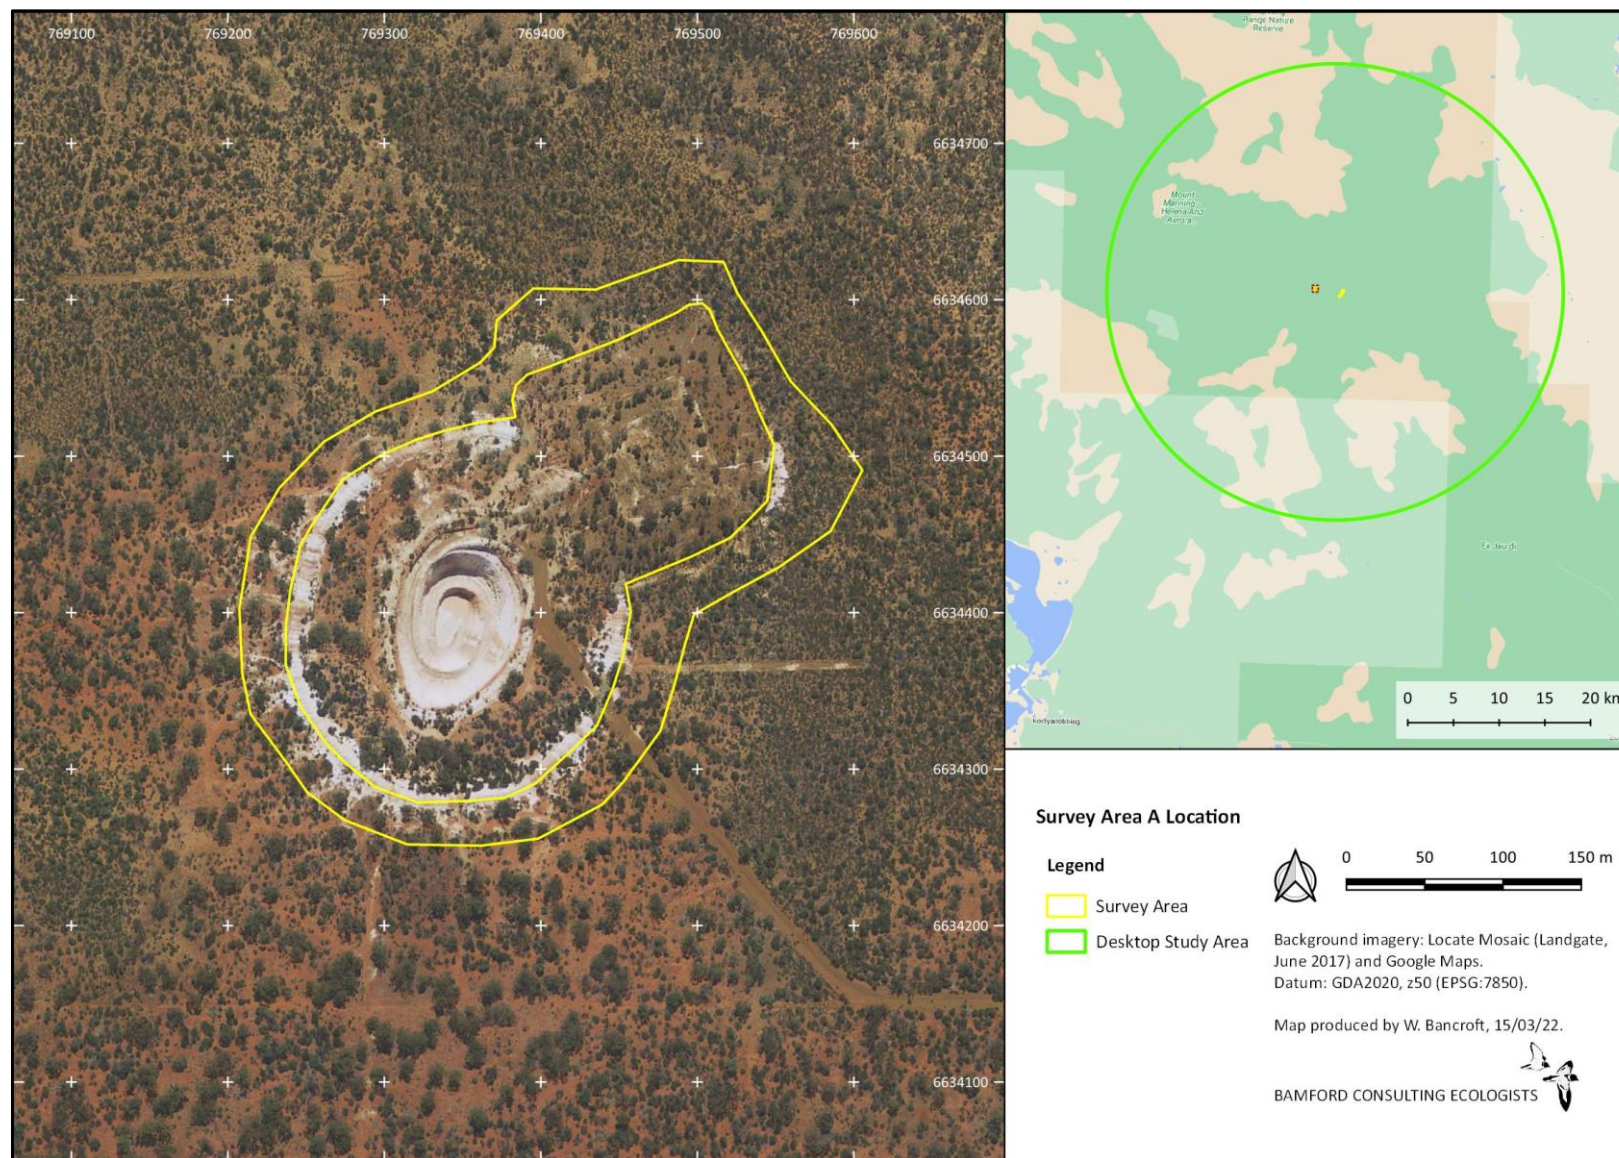 769100 769200 769300 769400 769500 769600
6634700
6634600
6634500
6634400
6634300
6634200
6634100
Range Nature
Reserve
Mount
Manning
Helena And
Aurora
Koolyanobbing
0 5 10 15 20 km
Survey Area A Location
Legend
Survey Area
Desktop Study Area
0 50 100 150 m
Background imagery: Locate Mosaic (Landgate,
June 2017) and Google Maps.
Datum: GDA2020, z50 (EPSG:7850).
Map produced by W. Bancroft, 15/03/22.
BAMFORD CONSULTING ECOLOGISTS